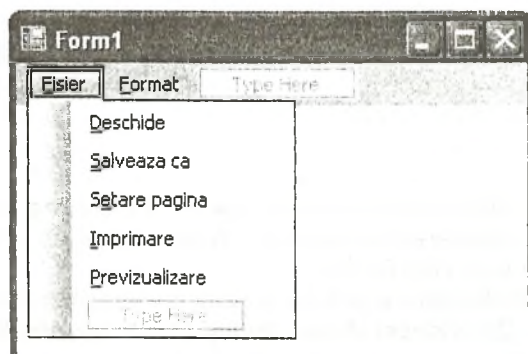 Form1
Fisier Format Type Here
Deschide
Salveaza ca
Setare pagina
Imprimare
Previzualizare
Type Here